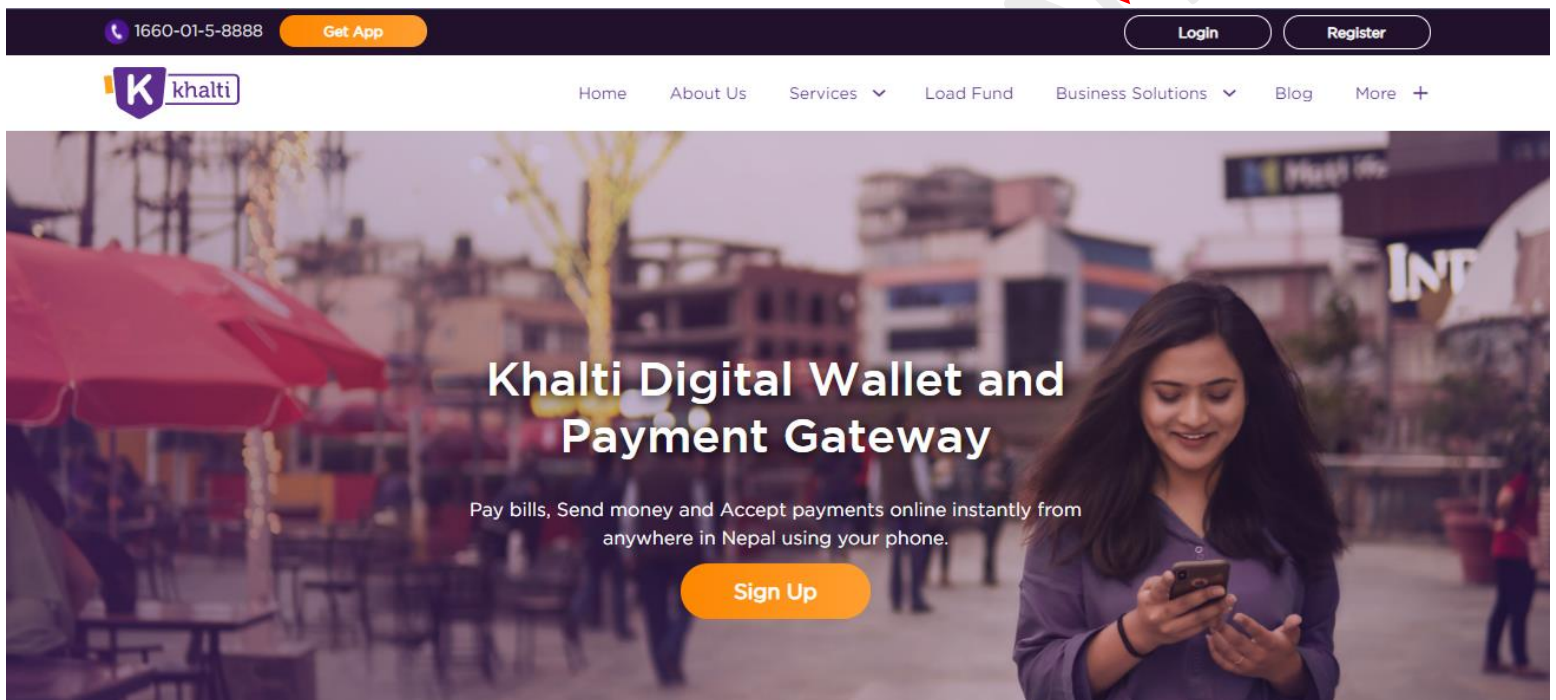 1660-01-5-8888 Get App Login Register
K khalti Home About Us Services Load Fund Business Solutions Blog More +
INT
Khalti Digital Wallet and
Payment Gateway
Pay bills, Send money and Accept payments online instantly from
anywhere in Nepal using your phone.
Sign Up